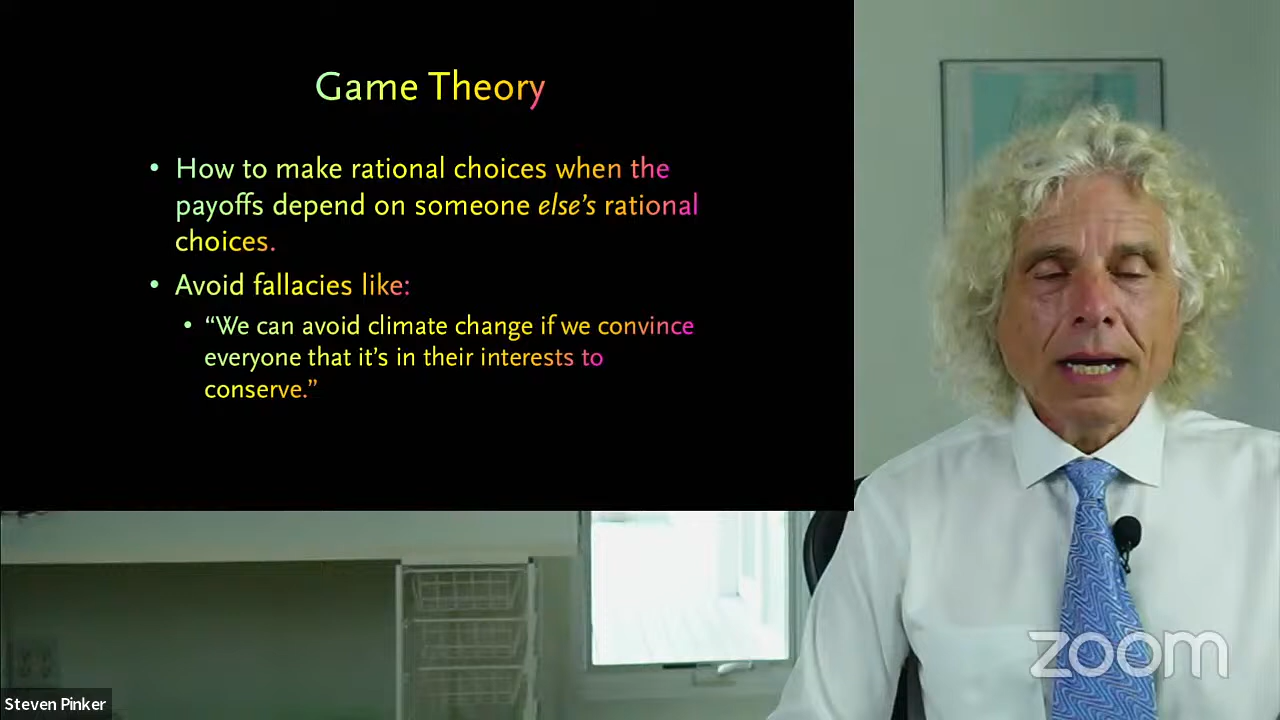 Game Theory
• How to make rational choices when the
payoffs depend on someone else's rational
choices.
• Avoid fallacies like:
• “We can avoid climate change if we convince
everyone that it's in their interests to
conserve.”
zoom
Steven Pinker